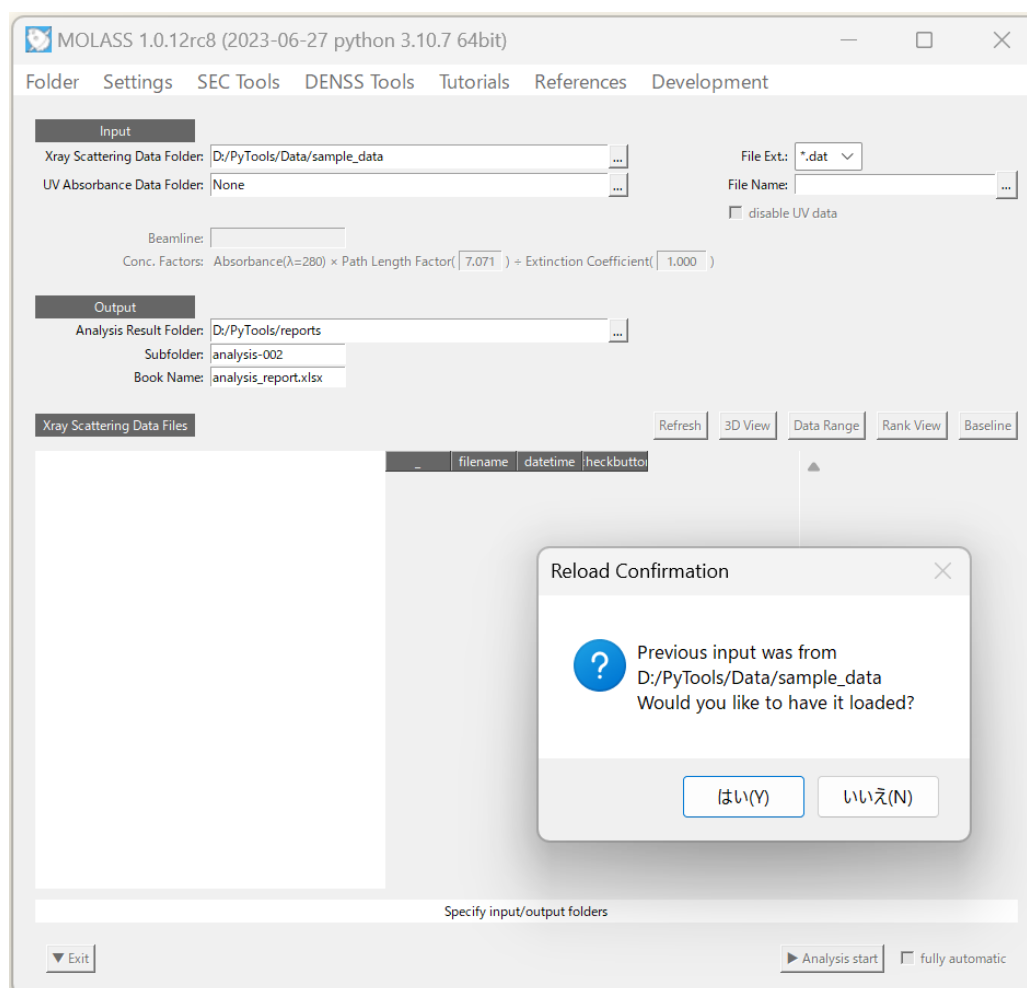 MOLASS 1.0.12rc8 (2023-06-27 python 3.10.7 64bit)
Folder Settings SEC Tools DENSS Tools Tutorials References Development
Input
Xray Scattering Data Folder: D:/PyTools/Data/sample_data ... File Ext.: *.dat
UV Absorbance Data Folder: None ... File Name: ...
disable UV data
Beamline:
Conc. Factors: Absorbance(λ=280) × Path Length Factor( 7.071 ) ÷ Extinction Coefficient( 1.000 )
Output
Analysis Result Folder: D:/PyTools/reports ...
Subfolder: analysis-002
Book Name: analysis_report.xlsx
Xray Scattering Data Files Refresh 3D View Data Range Rank View Baseline
_ filename datetime checkbutton
Reload Confirmation
Previous input was from
D:/PyTools/Data/sample_data
Would you like to have it loaded?
はい(Y) いいえ(N)
Specify input/output folders
▼ Exit ▶ Analysis start fully automatic